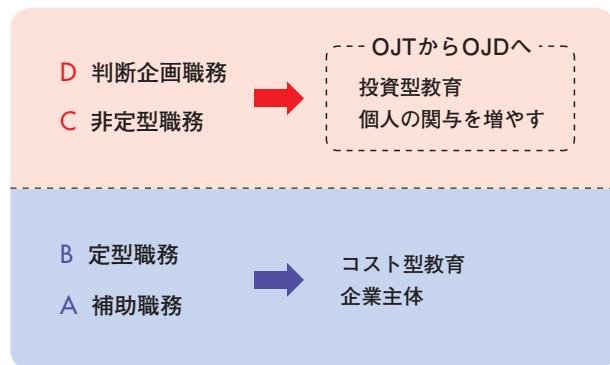 D 判断企画職務
C 非定型職務
OJTからOJDへ
投資型教育
個人の関与を増やす
B 定型職務
A 補助職務
コスト型教育
企業主体